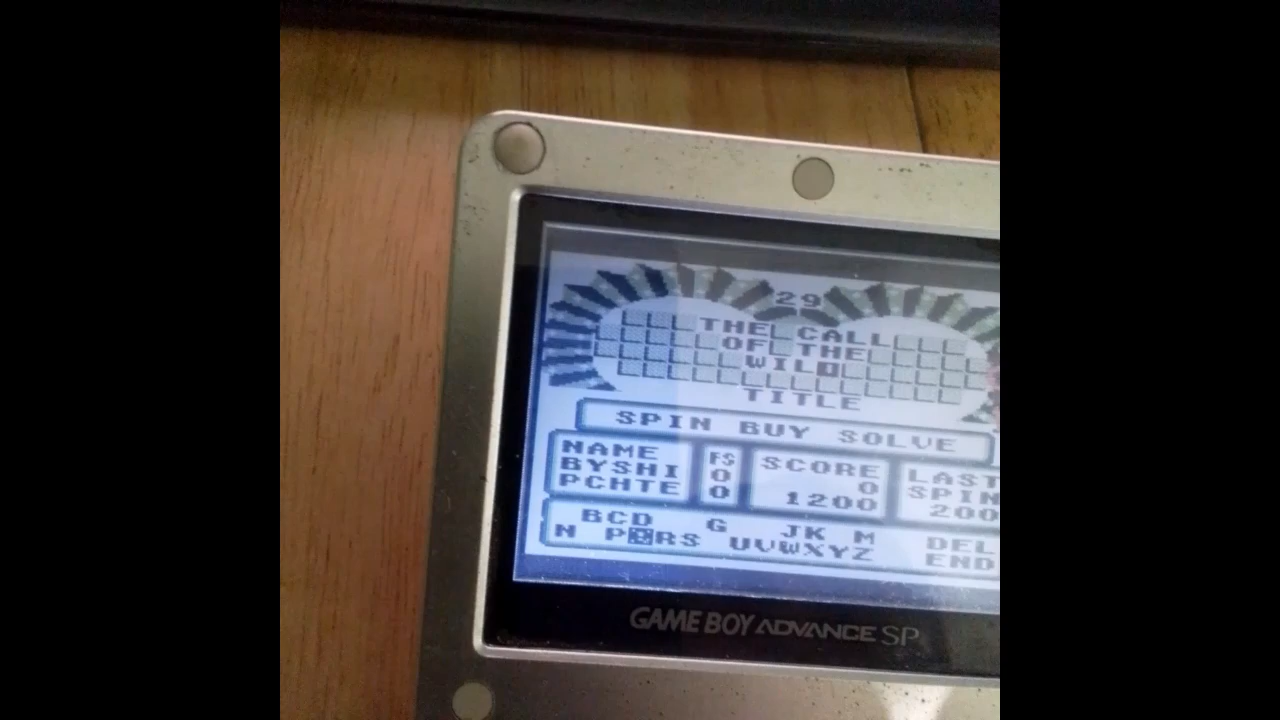 29
THE CALL
OF THE
WIL
TITLE
SPIN BUY SOLVE
NAME FS SCORE LAST
BYSHI 0 0 SPIN
PCHTE 0 1200 200
BCD G JK M DEL
N P RS UVWXYZ END
GAME BOY ADVANCE SP